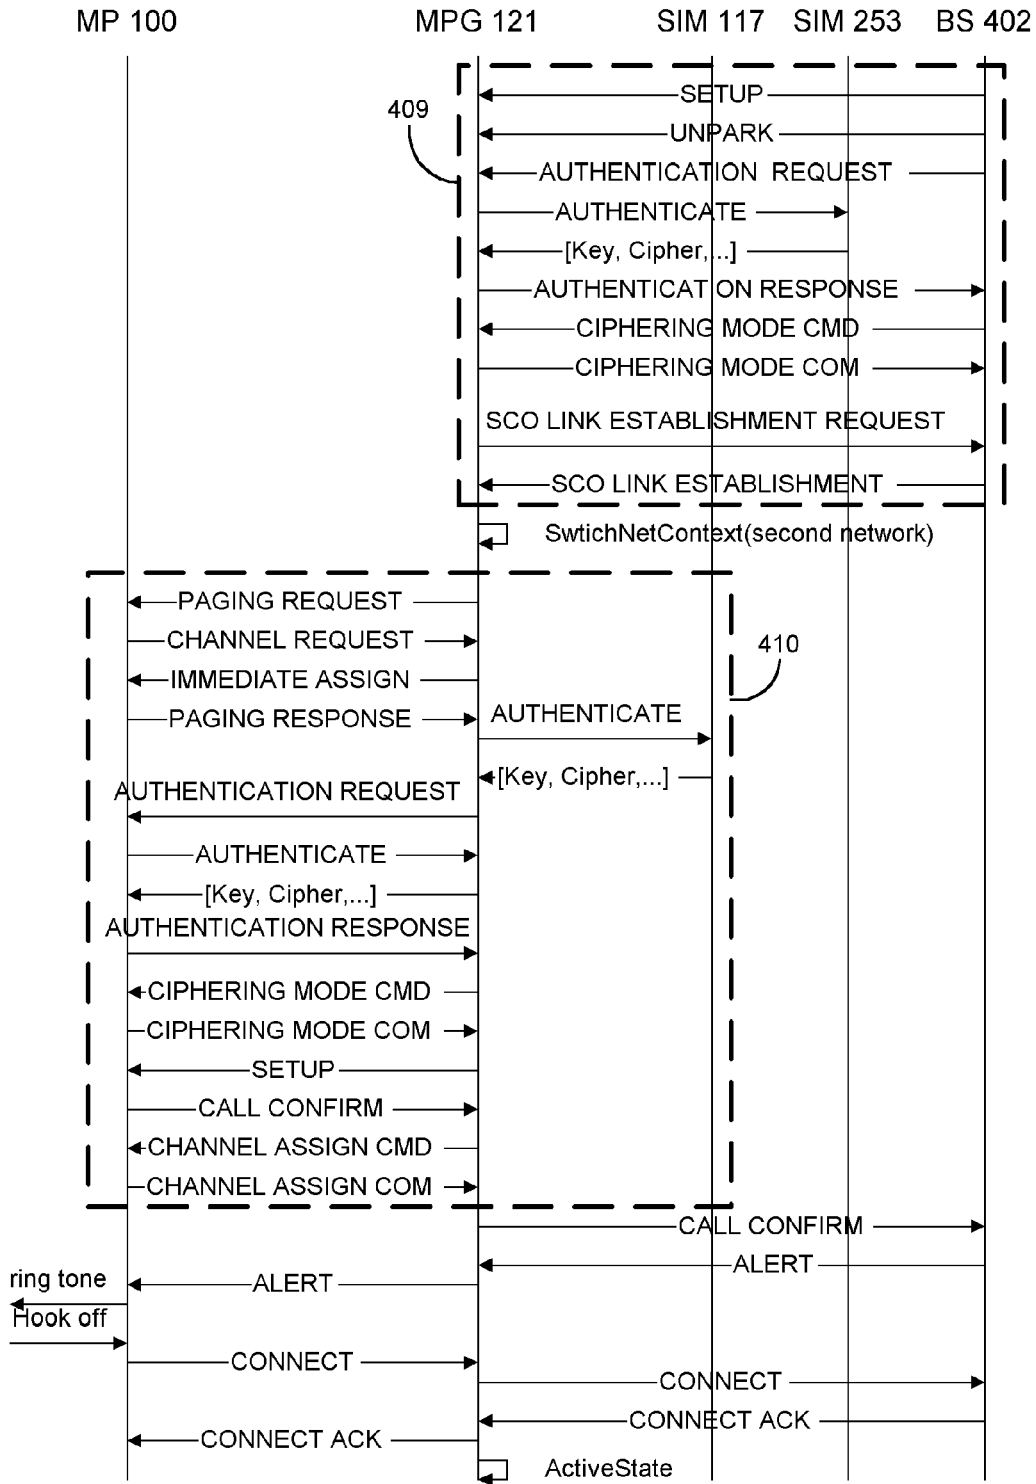 MP 100 MPG 121 SIM 117 SIM 253 BS 402
SETUP
409
UNPARK
AUTHENTICATION REQUEST
AUTHENTICATE
[Key, Cipher,...]
AUTHENTICATION RESPONSE
CIPHERING MODE CMD
CIPHERING MODE COM
SCO LINK ESTABLISHMENT REQUEST
SCO LINK ESTABLISHMENT
SwtichNetContext(second network)
PAGING REQUEST
CHANNEL REQUEST
410
IMMEDIATE ASSIGN
PAGING RESPONSE
AUTHENTICATE
[Key, Cipher,...]
AUTHENTICATION REQUEST
AUTHENTICATE
[Key, Cipher,...]
AUTHENTICATION RESPONSE
CIPHERING MODE CMD
CIPHERING MODE COM
SETUP
CALL CONFIRM
CHANNEL ASSIGN CMD
CHANNEL ASSIGN COM
CALL CONFIRM
ALERT
ring tone
ALERT
Hook off
CONNECT
CONNECT
CONNECT ACK
CONNECT ACK
ActiveState